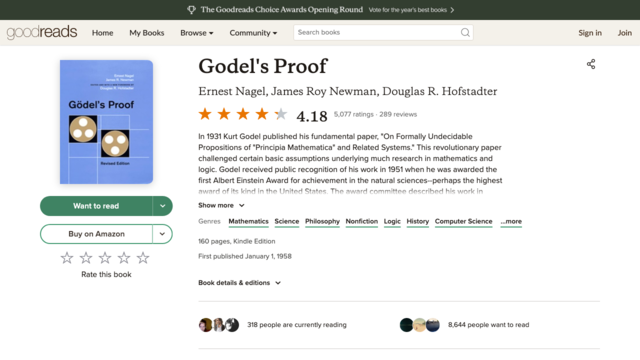 The Goodreads Choice Awards Opening Round Vote for the year's best books
goodreads Home My Books Browse Community Search books Sign in Join
Godel's Proof
Ernest Nagel, James Roy Newman, Douglas R. Hofstadter
4.18 5,077 ratings · 289 reviews
In 1931 Kurt Godel published his fundamental paper, "On Formally Undecidable
Propositions of "Principia Mathematica" and Related Systems." This revolutionary paper
challenged certain basic assumptions underlying much research in mathematics and
logic. Godel received public recognition of his work in 1951 when he was awarded the
first Albert Einstein Award for achievement in the natural sciences--perhaps the highest
award of its kind in the United States. The award committee described his work in
Show more
Genres Mathematics Science Philosophy Nonfiction Logic History Computer Science ...more
160 pages, Kindle Edition
First published January 1, 1958
Book details & editions
318 people are currently reading
8,644 people want to read
Ernest Nagel and
James R. Newman
Douglas R. Hofstadter
Gödel's Proof
Revised Edition
Want to read
Buy on Amazon
Rate this book